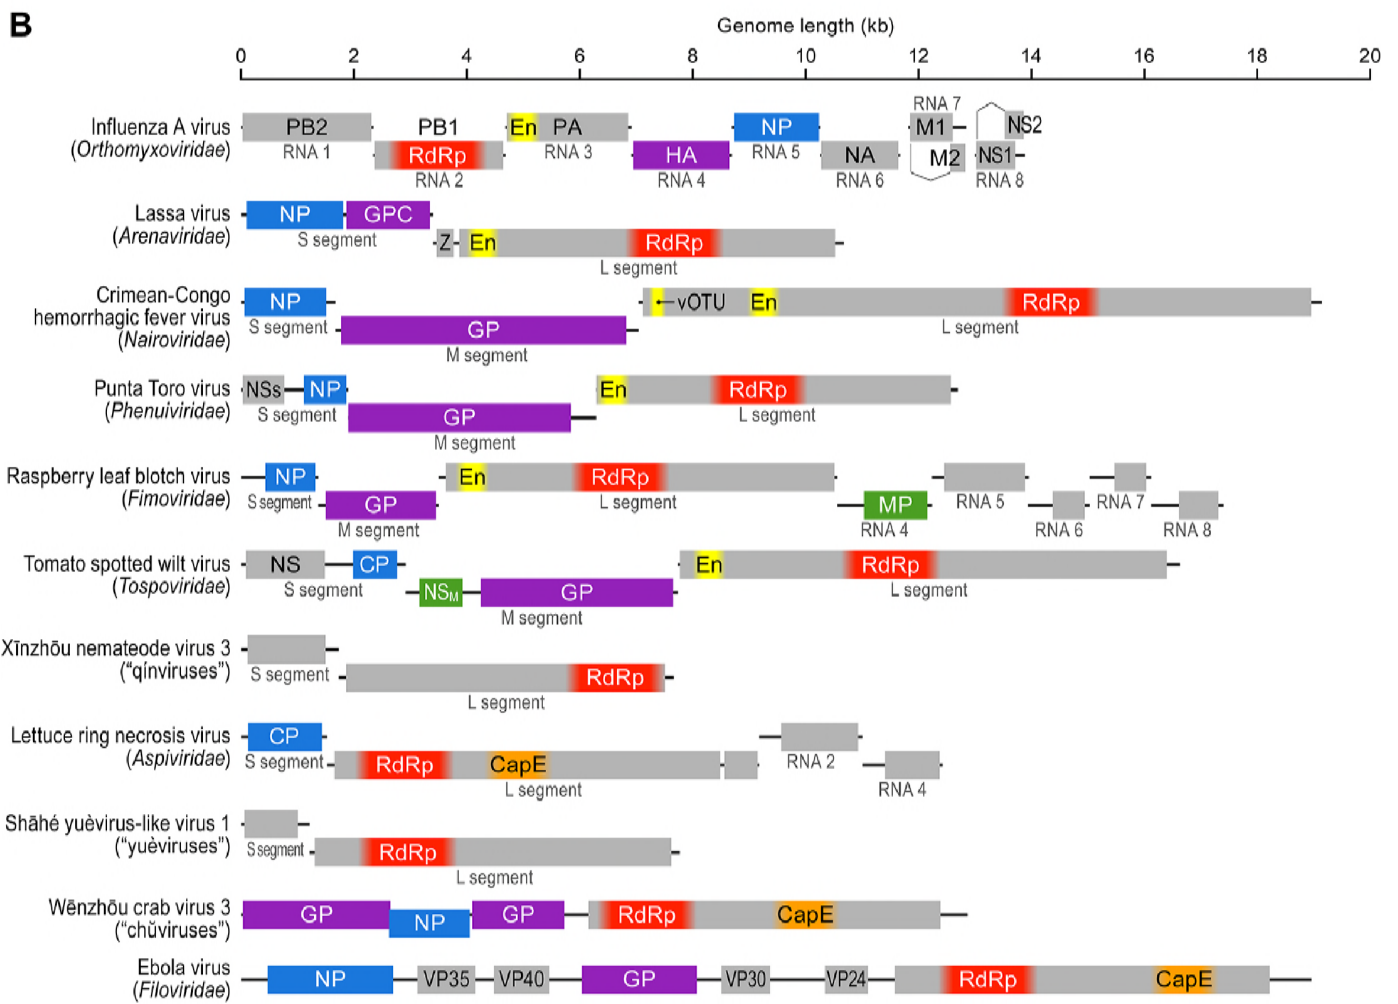 B
Genome length (kb)
0 2 4 6 8 10 12 14 16 18 20
RNA 7
Influenza A virus PB2 PB1 En PA NP M1 NS2
(Orthomyxoviridae) RNA 1 RdRp RNA 3 HA RNA 5 NA M2 NS1
RNA 2 RNA 4 RNA 6 RNA 8
Lassa virus NP GPC
(Arenaviridae) S segment Z En RdRp
L segment
Crimean-Congo NP vOTU En RdRp
hemorrhagic fever virus S segment GP L segment
(Nairoviridae) M segment
Punta Toro virus NSs NP En RdRp
(Phenuiviridae) S segment GP L segment
M segment
Raspberry leaf blotch virus NP En RdRp RNA 5 RNA 7
(Fimoviridae) S segment GP L segment MP RNA 6 RNA 8
M segment RNA 4
Tomato spotted wilt virus NS CP En RdRp
(Tospoviridae) S segment NSM GP L segment
M segment
Xīnzhōu nemateode virus 3
(“qínviruses”) S segment RdRp
L segment
Lettuce ring necrosis virus CP
(Aspiviridae) S segment RdRp CapE RNA 2
L segment RNA 4
Shāhé yuèvirus-like virus 1
(“yuèviruses”) S segment RdRp
L segment
Wēnzhōu crab virus 3 GP NP GP RdRp CapE
(“chǔviruses”)
Ebola virus NP VP35 VP40 GP VP30 VP24 RdRp CapE
(Filoviridae)